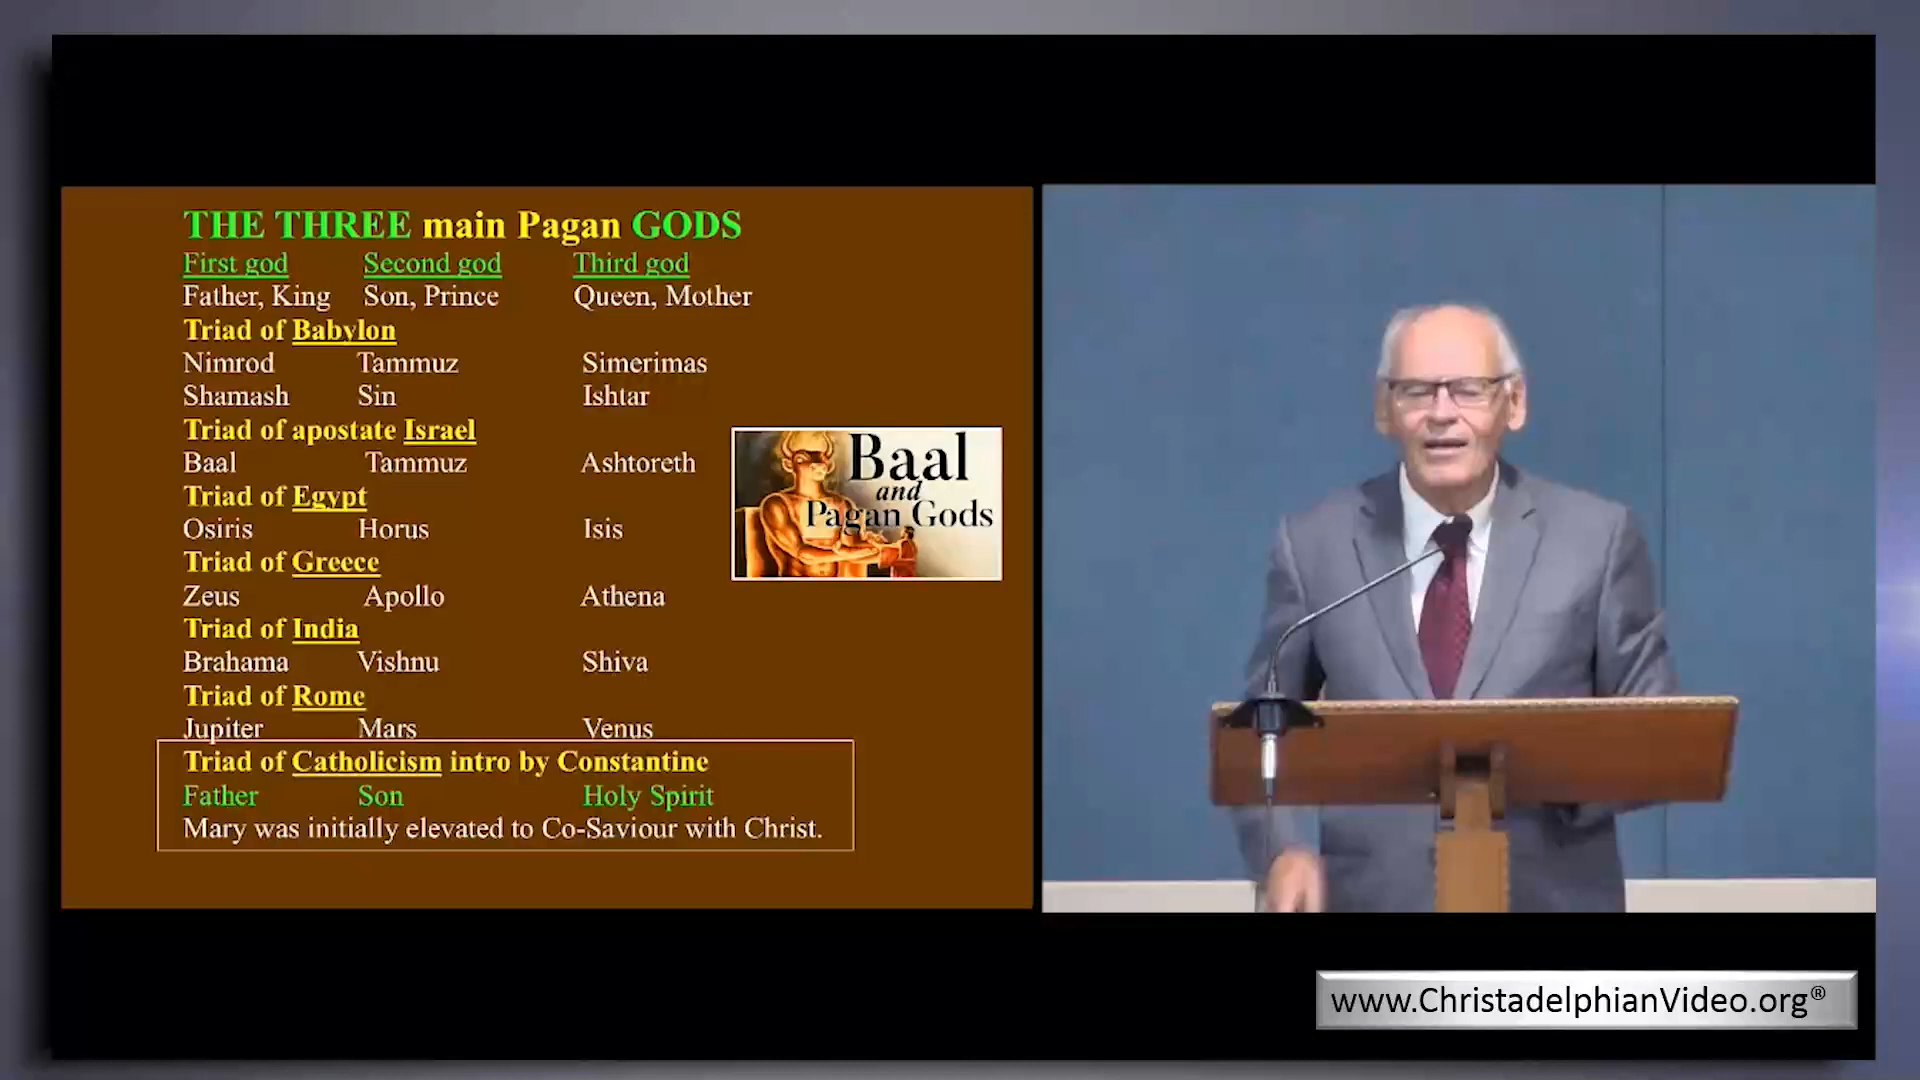 THE THREE main Pagan GODS
First god Second god Third god
Father, King Son, Prince Queen, Mother
Triad of Babylon
Nimrod Tammuz Simerimas
Shamash Sin Ishtar
Triad of apostate Israel
Baal Tammuz Ashtoreth
Triad of Egypt
Osiris Horus Isis
Triad of Greece
Zeus Apollo Athena
Triad of India
Brahama Vishnu Shiva
Triad of Rome
Jupiter Mars Venus
Triad of Catholicism intro by Constantine
Father Son Holy Spirit
Mary was initially elevated to Co-Saviour with Christ.
Baal
and
Pagan Gods
www.ChristadelphianVideo.org®